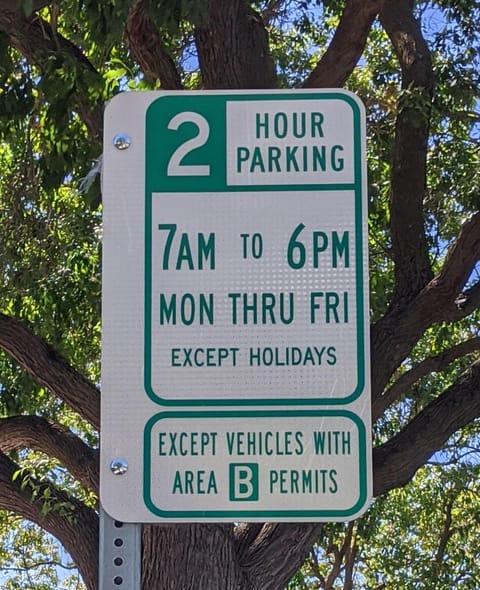 2 HOUR
PARKING
7AM TO 6PM
MON THRU FRI
EXCEPT HOLIDAYS
EXCEPT VEHICLES WITH
AREA B PERMITS